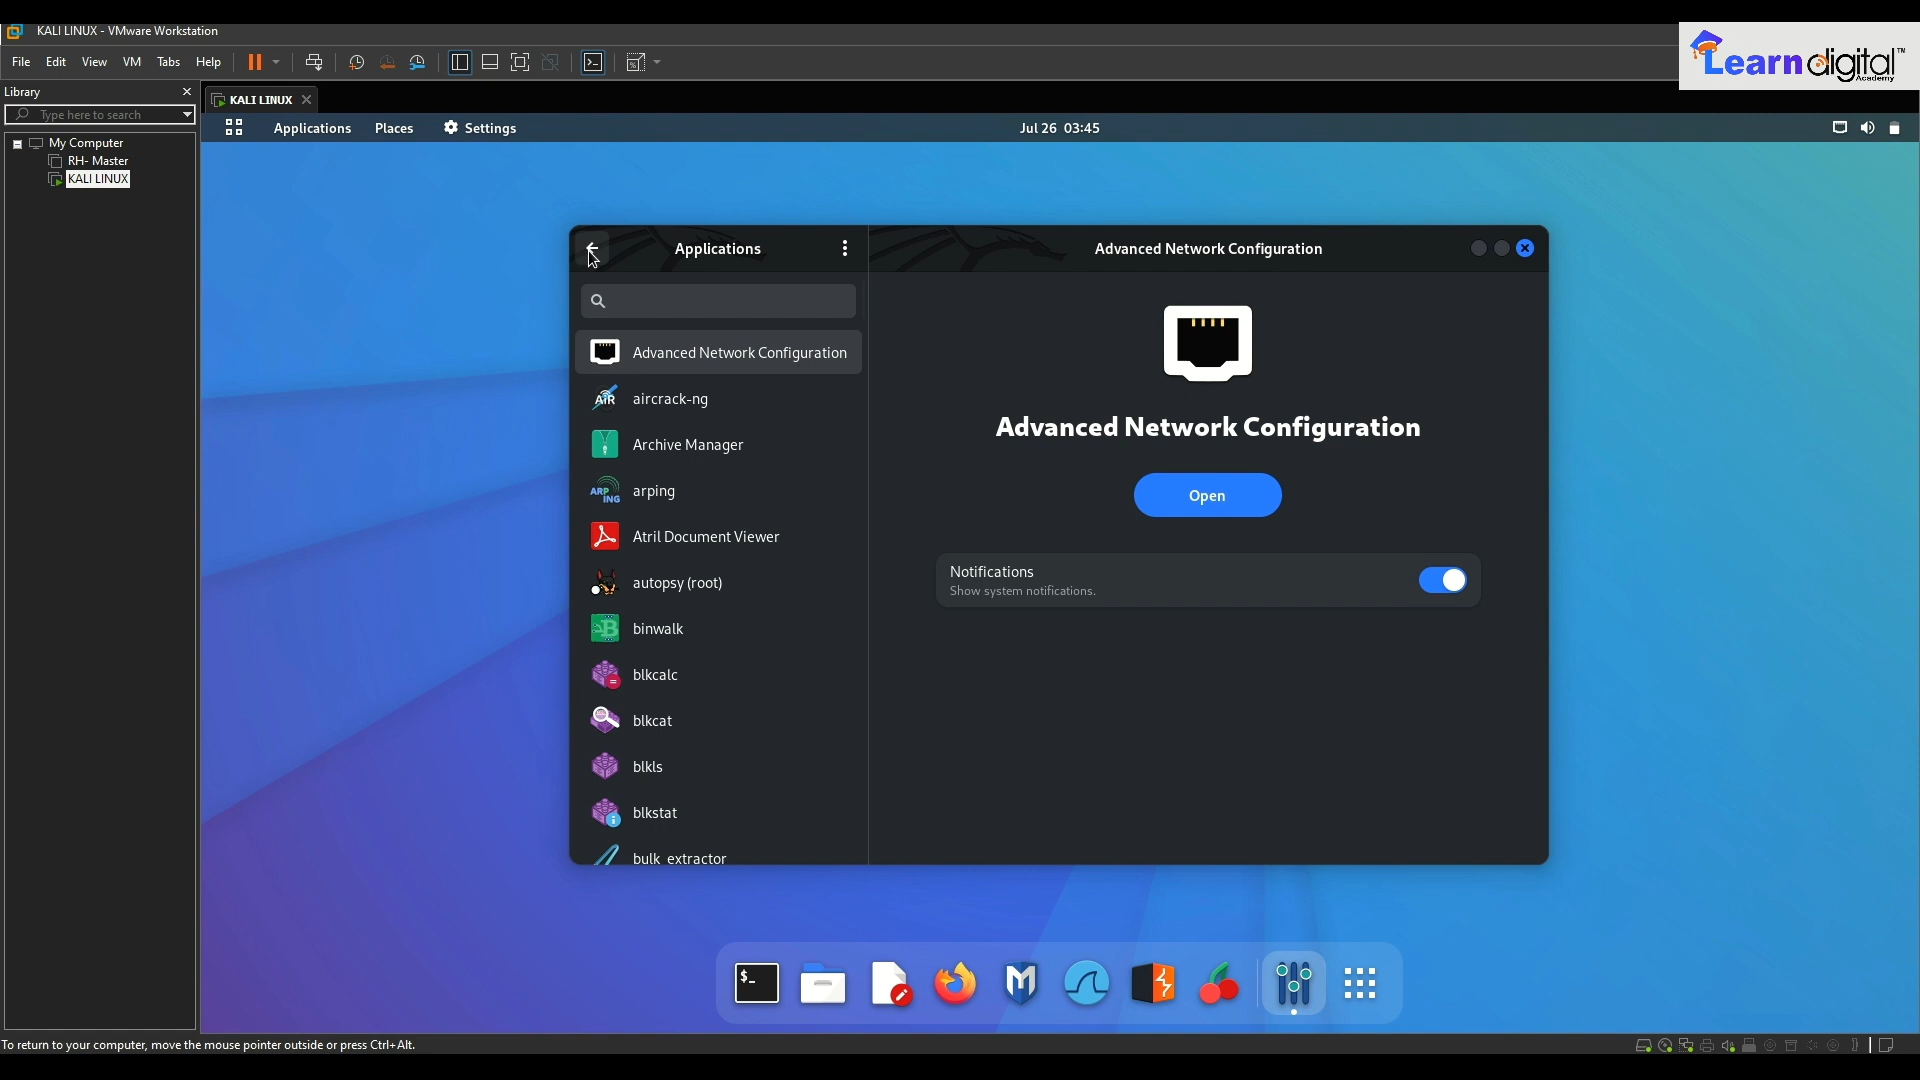 KALI LINUX - VMware Workstation
File Edit View VM Tabs Help
Learn digital™
Academy
Library
Type here to search
My Computer
RH- Master
KALI LINUX
KALI LINUX
Applications Places Settings
Jul 26 03:45
Applications
Advanced Network Configuration
Advanced Network Configuration
AIR aircrack-ng
Archive Manager
ARP ING arping
Atril Document Viewer
autopsy (root)
binwalk
blkcalc
blkcat
blkls
blkstat
bulk_extractor
Advanced Network Configuration
Open
Notifications
Show system notifications.
$_
To return to your computer, move the mouse pointer outside or press Ctrl+Alt.